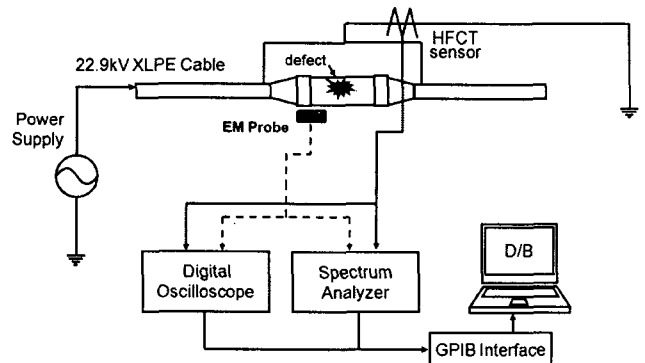 HFCT
sensor
22.9kV XLPE Cable
defect
Power
Supply
EM Probe
Digital
Oscilloscope
Spectrum
Analyzer
D/B
GPIB Interface